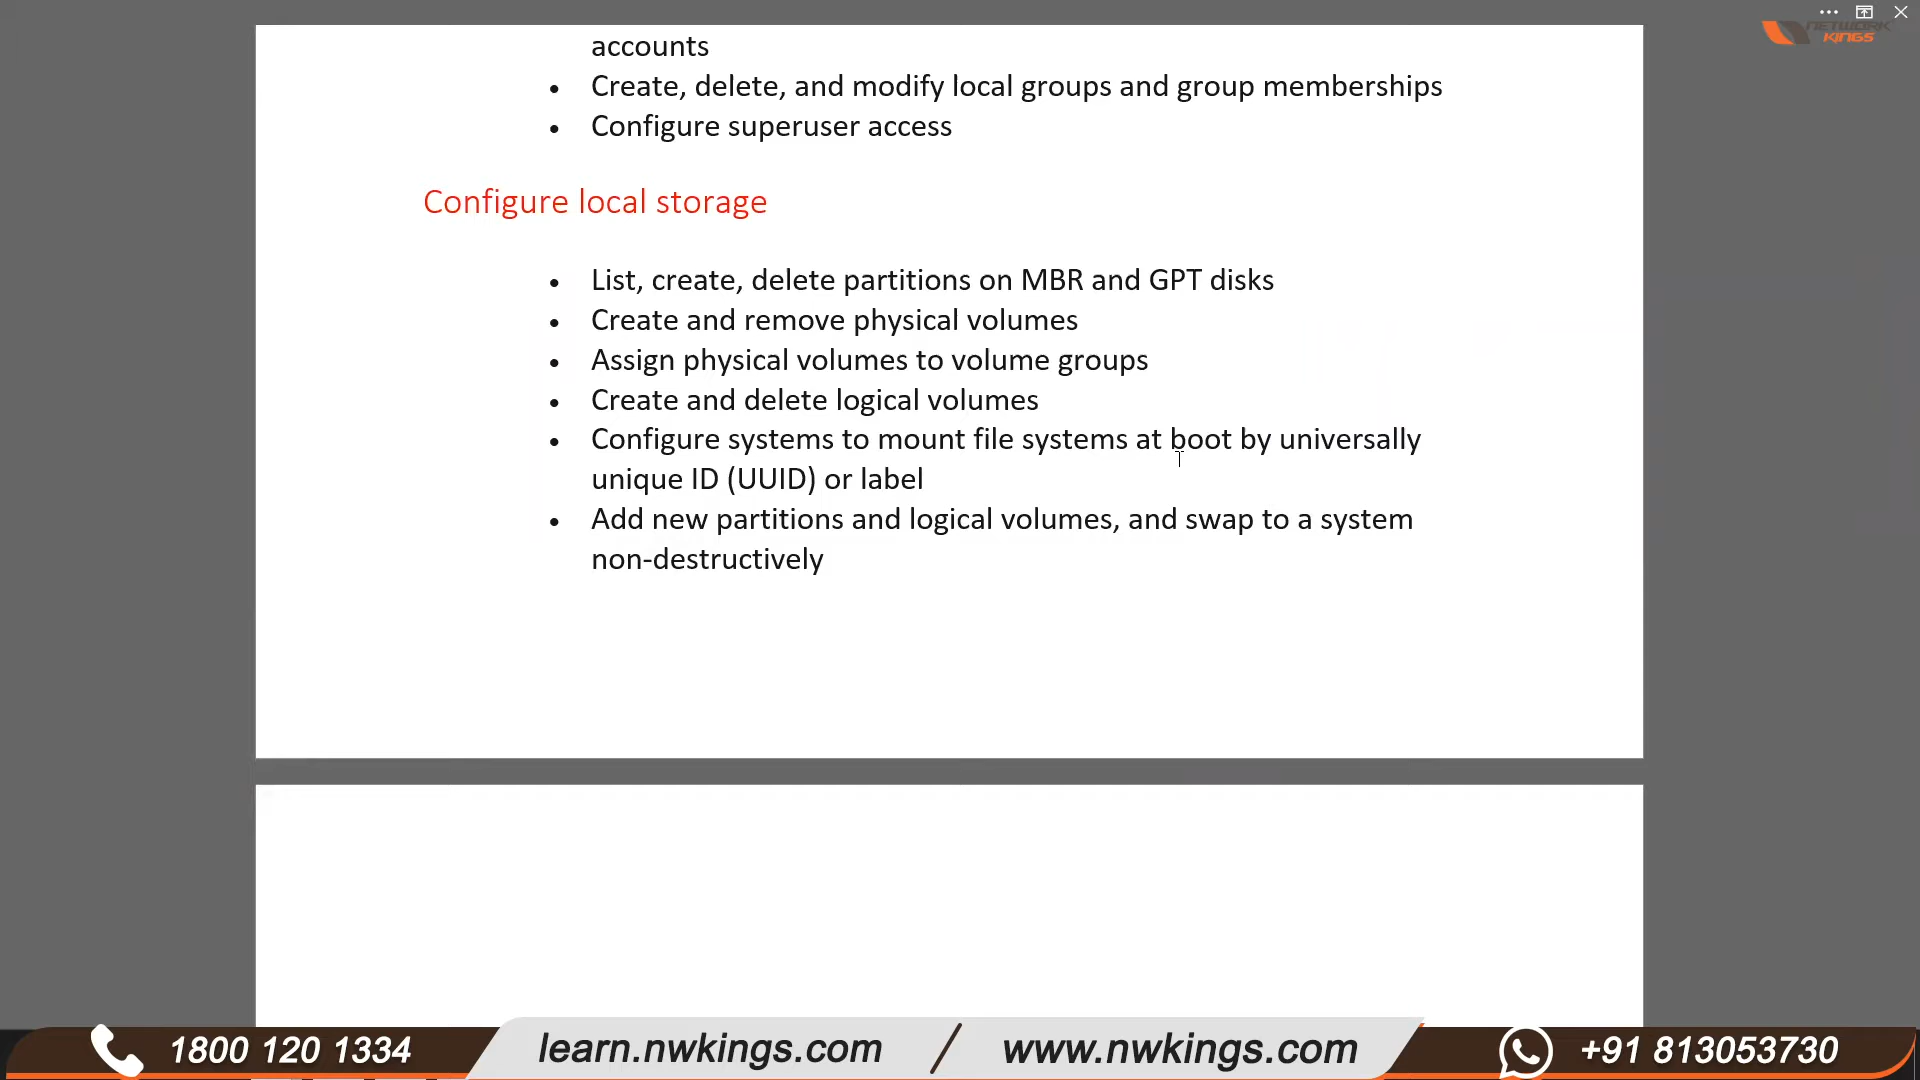 NETWORK
KINGS
accounts
• Create, delete, and modify local groups and group memberships
• Configure superuser access
Configure local storage
• List, create, delete partitions on MBR and GPT disks
• Create and remove physical volumes
• Assign physical volumes to volume groups
• Create and delete logical volumes
• Configure systems to mount file systems at boot by universally
unique ID (UUID) or label
• Add new partitions and logical volumes, and swap to a system
non-destructively
1800 120 1334 learn.nwkings.com / www.nwkings.com +91 813053730